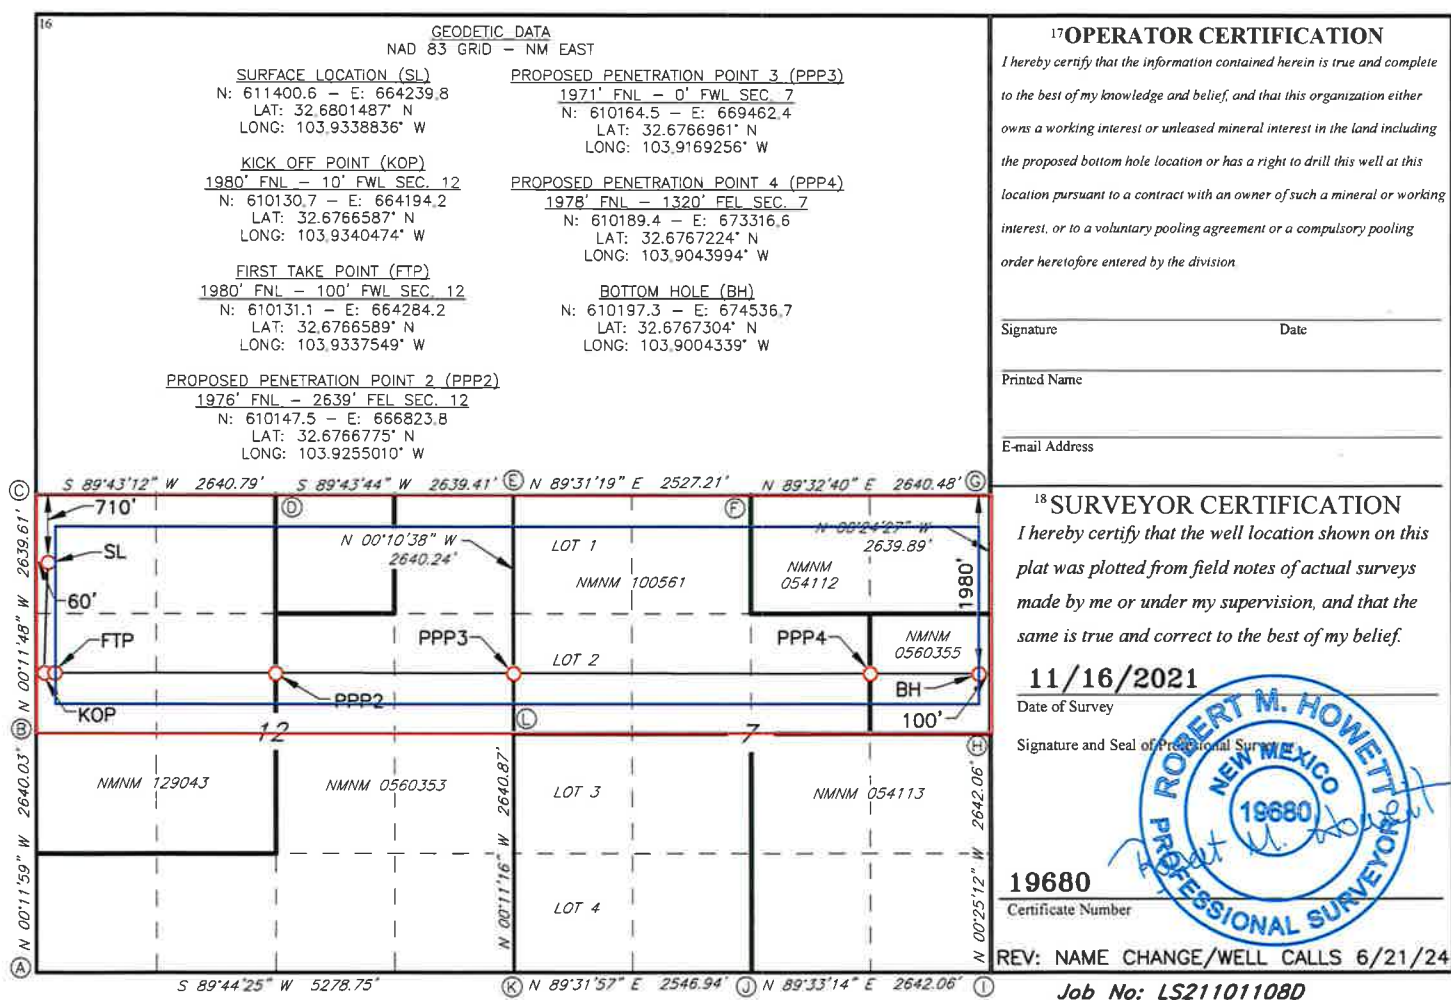 16
GEODETIC DATA
NAD 83 GRID – NM EAST
SURFACE LOCATION (SL)
N: 611400.6 – E: 664239.8
LAT: 32.6801487° N
LONG: 103.9338836° W
KICK OFF POINT (KOP)
1980' FNL – 10' FWL SEC. 12
N: 610130.7 – E: 664194.2
LAT: 32.6766587° N
LONG: 103.9340474° W
FIRST TAKE POINT (FTP)
1980' FNL – 100' FWL SEC. 12
N: 610131.1 – E: 664284.2
LAT: 32.6766589° N
LONG: 103.9337549° W
PROPOSED PENETRATION POINT 2 (PPP2)
1976' FNL – 2639' FEL SEC. 12
N: 610147.5 – E: 666823.8
LAT: 32.6766775° N
LONG: 103.9255010° W
PROPOSED PENETRATION POINT 3 (PPP3)
1971' FNL – 0' FWL SEC. 7
N: 610164.5 – E: 669462.4
LAT: 32.6766961° N
LONG: 103.9169256° W
PROPOSED PENETRATION POINT 4 (PPP4)
1978' FNL – 1320' FEL SEC. 7
N: 610189.4 – E: 673316.6
LAT: 32.6767224° N
LONG: 103.9043994° W
BOTTOM HOLE (BH)
N: 610197.3 – E: 674536.7
LAT: 32.6767304° N
LONG: 103.9004339° W
C
S 89°43'12" W 2640.79'
S 89°43'44" W 2639.41'
E
N 89°31'19" E 2527.21'
N 89°32'40" E 2640.48'
G
710'
D
F
N 00°24'27" W
2639.89'
N 00°10'38" W
2640.24'
LOT 1
SL
NMNM 100561
NMNM
054112
1980'
60'
N 00°11'48" W 2639.61'
FTP
PPP3
LOT 2
PPP4
NMNM
0560355
KOP
PPP2
BH
100'
L
B
12
7
H
NMNM 129043
NMNM 0560353
LOT 3
NMNM 054113
N 00°11'59" W 2640.03'
N 00°11'16" W 2640.87'
N 00°25'12" W 2642.06'
LOT 4
A
S 89°44'25" W 5278.75'
K
N 89°31'57" E 2546.94'
J
N 89°33'14" E 2642.06'
I
17 OPERATOR CERTIFICATION
I hereby certify that the information contained herein is true and complete
to the best of my knowledge and belief, and that this organization either
owns a working interest or unleased mineral interest in the land including
the proposed bottom hole location or has a right to drill this well at this
location pursuant to a contract with an owner of such a mineral or working
interest, or to a voluntary pooling agreement or a compulsory pooling
order heretofore entered by the division.
Signature Date
Printed Name
E-mail Address
18 SURVEYOR CERTIFICATION
I hereby certify that the well location shown on this
plat was plotted from field notes of actual surveys
made by me or under my supervision, and that the
same is true and correct to the best of my belief.
11/16/2021
Date of Survey
Signature and Seal of Professional Surveyor
ROBERT M. HOWETT
NEW MEXICO
19680
PROFESSIONAL SURVEYOR
Robert M. Howett
19680
Certificate Number
REV: NAME CHANGE/WELL CALLS 6/21/24
Job No: LS21101108D